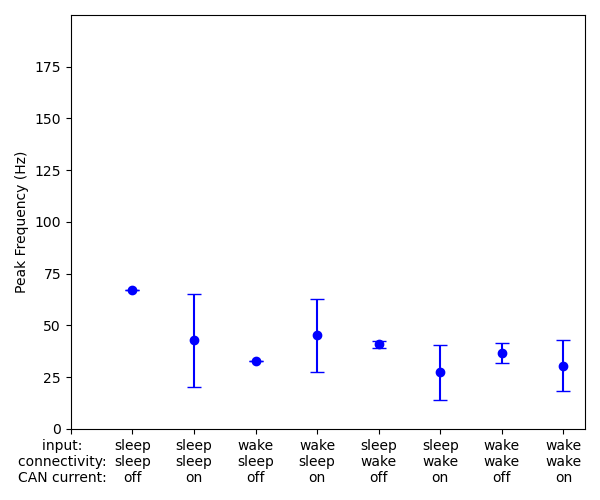 175
150
125
100
75
50
25
0
Peak Frequency (Hz)
input: sleep sleep wake wake sleep sleep wake wake
connectivity: sleep sleep sleep sleep wake wake wake wake
CAN current: off on off on off on off on